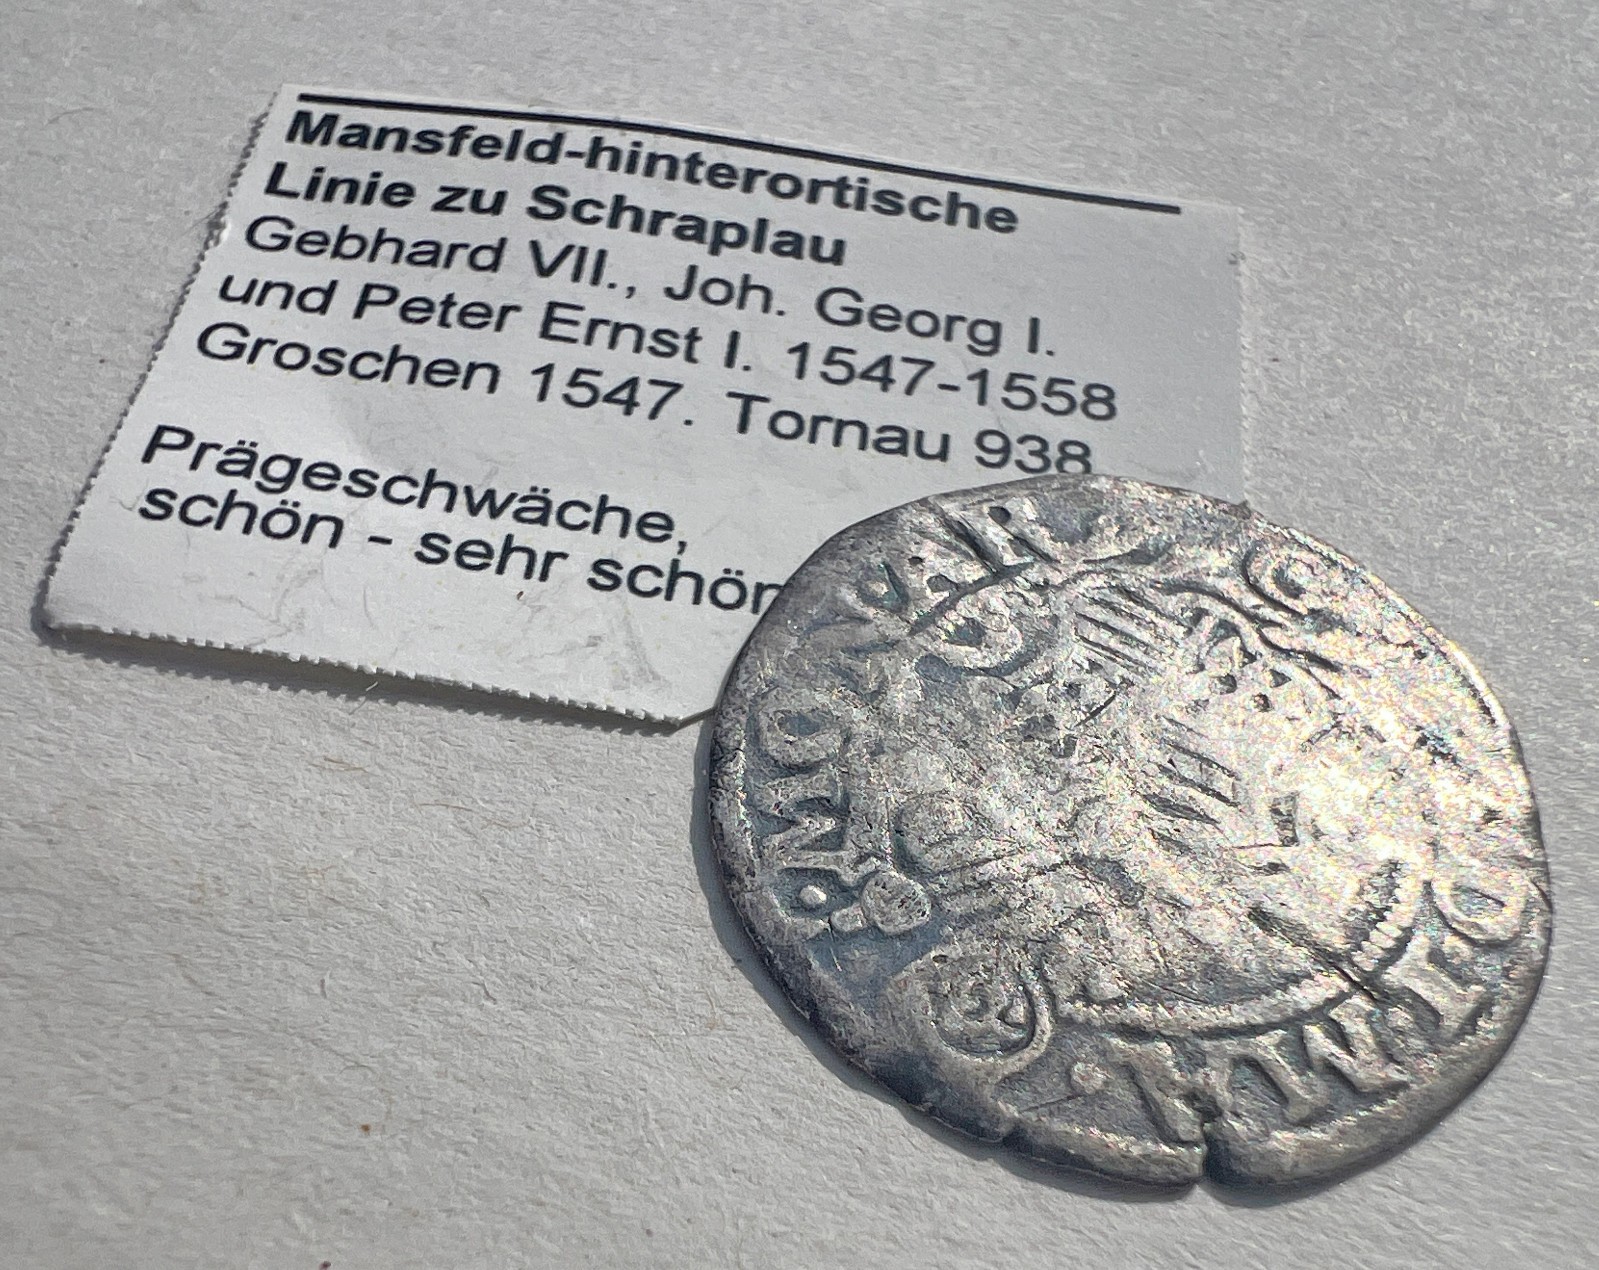 Mansfeld-hinterortische
Linie zu Schraplau
Gebhard VII., Joh. Georg I.
und Peter Ernst I. 1547-1558
Groschen 1547. Tornau 938
Prägeschwäche,
schön - sehr schön